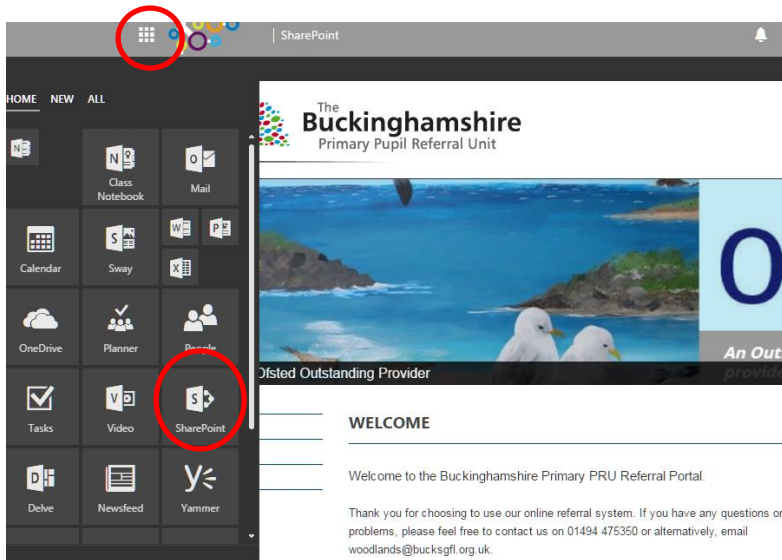 SharePoint
HOME NEW ALL
Class
Notebook
Mail
Calendar
Sway
OneDrive
Planner
People
Tasks
Video
SharePoint
Delve
Newsfeed
Yammer
The
Buckinghamshire
Primary Pupil Referral Unit
O
An Outs
provide
Ofsted Outstanding Provider
WELCOME
Welcome to the Buckinghamshire Primary PRU Referral Portal.
Thank you for choosing to use our online referral system. If you have any questions or
problems, please feel free to contact us on 01494 475350 or alternatively, email
woodlands@bucksgfl.org.uk.